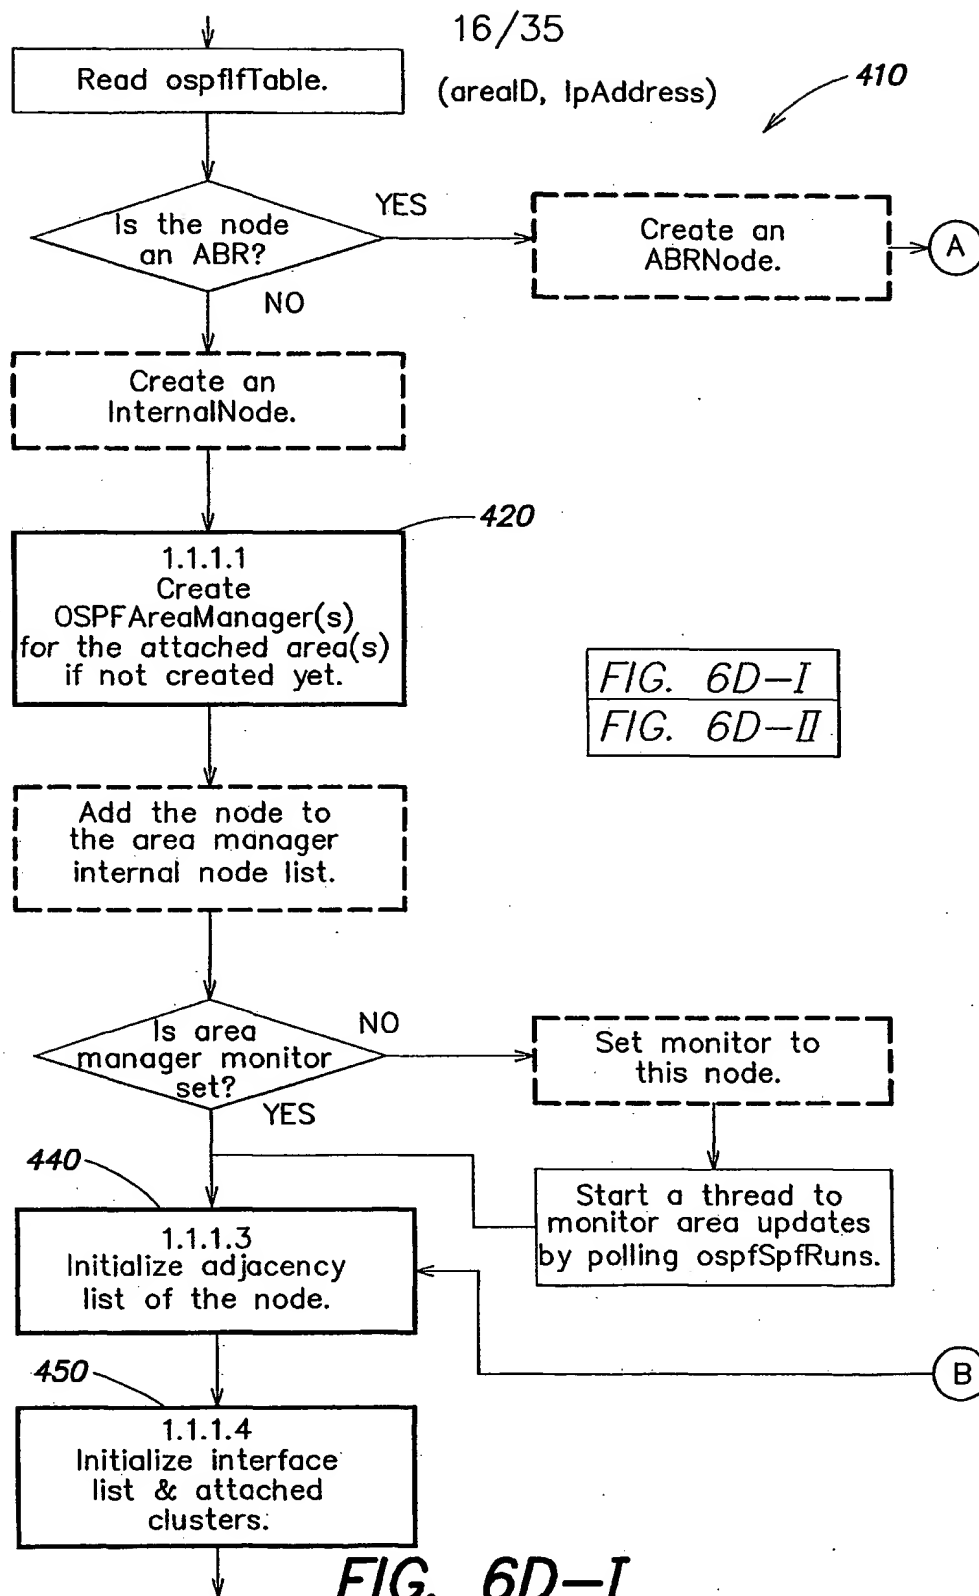 16/35
Read ospfIfTable.
(areaID, IpAddress)
410
Is the node
an ABR?
YES
NO
Create an
ABRNode.
A
Create an
InternalNode.
420
1.1.1.1
Create
OSPFAreaManager(s)
for the attached area(s)
if not created yet.
FIG. 6D-I
FIG. 6D-II
Add the node to
the area manager
internal node list.
Is area
manager monitor
set?
NO
YES
Set monitor to
this node.
Start a thread to
monitor area updates
by polling ospfSpfRuns.
440
1.1.1.3
Initialize adjacency
list of the node.
B
450
1.1.1.4
Initialize interface
list & attached
clusters.
FIG. 6D-I